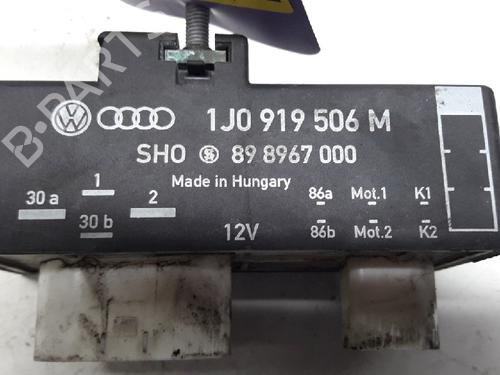 1J0 919 506 M
SHO 89 8967 000
Made in Hungary
30 a 1 2 86a Mot.1 K1
30 b 12V 86b Mot.2 K2
B-PARTS